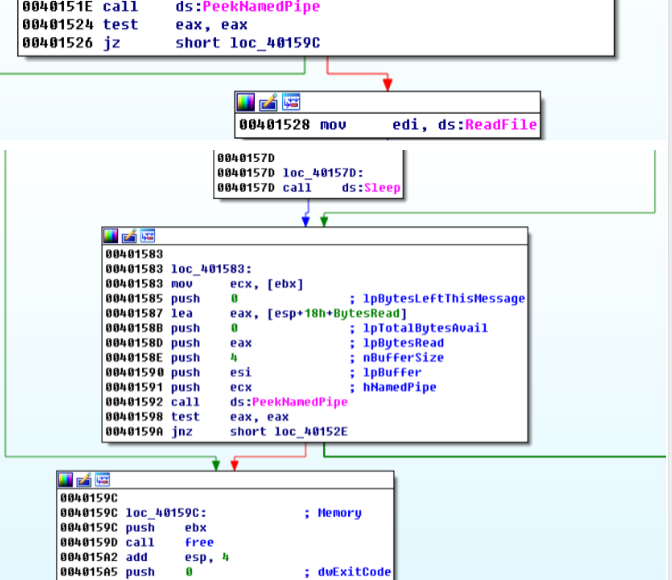 0040151E call ds:PeekNamedPipe
00401524 test eax, eax
00401526 jz short loc_40159C
00401528 mov edi, ds:ReadFile
0040157D
0040157D loc_40157D:
0040157D call ds:Sleep
00401583
00401583 loc_401583:
00401583 mov ecx, [ebx]
00401585 push 0 ; lpBytesLeftThisMessage
00401587 lea eax, [esp+18h+BytesRead]
0040158B push 0 ; lpTotalBytesAvail
0040158D push eax ; lpBytesRead
0040158E push 4 ; nBufferSize
00401590 push esi ; lpBuffer
00401591 push ecx ; hNamedPipe
00401592 call ds:PeekNamedPipe
00401598 test eax, eax
0040159A jnz short loc_40152E
0040159C
0040159C loc_40159C: ; Memory
0040159C push ebx
0040159D call free
004015A2 add esp, 4
004015A5 push 0 ; dwExitCode